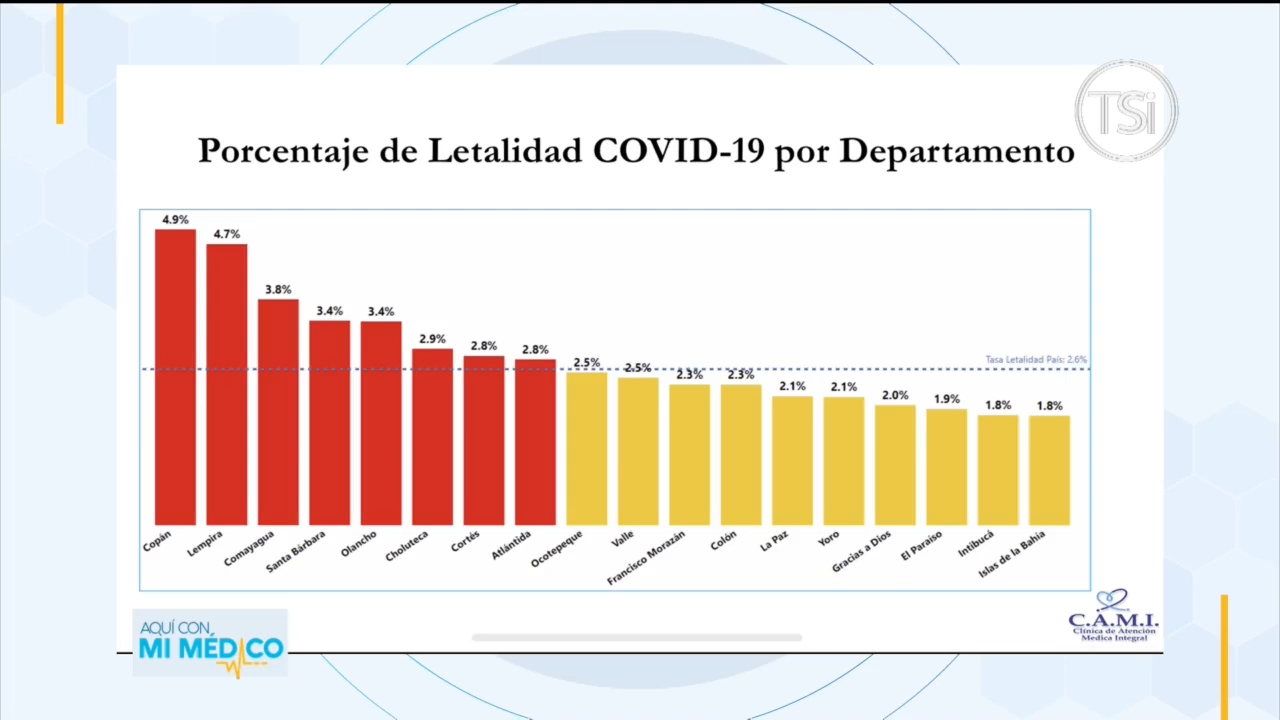 TSi
Porcentaje de Letalidad COVID-19 por Departamento
4.9%
4.7%
3.8%
3.4%
3.4%
2.9%
2.8%
2.8%
2.5%
2.5%
2.3%
2.3%
2.1%
2.1%
2.0%
1.9%
1.8%
1.8%
Tasa Letalidad País: 2.6%
Copán
Lempira
Comayagua
Santa Bárbara
Olancho
Choluteca
Cortés
Atlántida
Ocotepeque
Valle
Francisco Morazán
Colón
La Paz
Yoro
Gracias a Dios
El Paraíso
Intibucá
Islas de la Bahía
AQUÍ CON
MI MÉDICO
C.A.M.I.
Clínica de Atención
Medica Integral